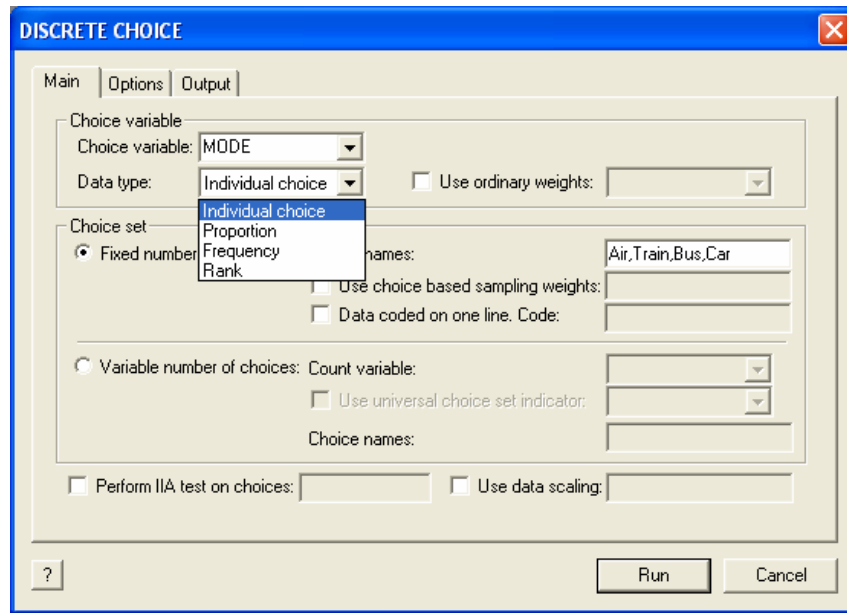 DISCRETE CHOICE
Main Options Output
Choice variable
Choice variable: MODE
Data type: Individual choice Use ordinary weights:
Individual choice
Proportion
Frequency
Rank
Choice set
Fixed number names: Air,Train,Bus,Car
Use choice based sampling weights:
Data coded on one line. Code:
Variable number of choices: Count variable:
Use universal choice set indicator:
Choice names:
Perform IIA test on choices: Use data scaling:
? Run Cancel